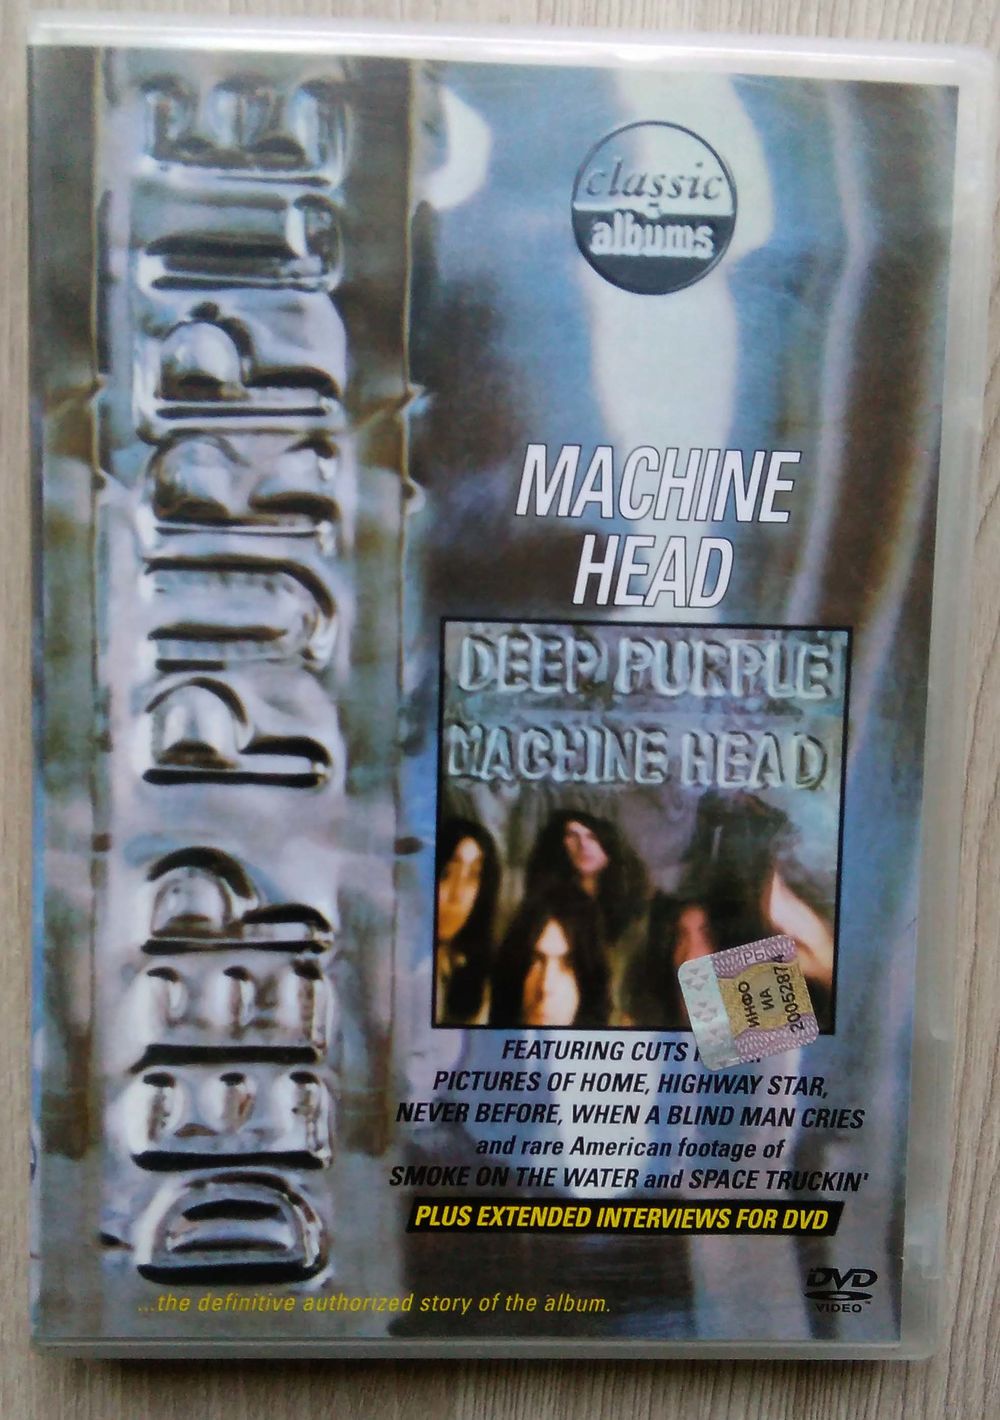 DEEP PURPLE
classic
albums
MACHINE
HEAD
DEEP PURPLE
MACHINE HEAD
РБ
ИНФО
ИА
20052874
FEATURING CUTS
PICTURES OF HOME, HIGHWAY STAR,
NEVER BEFORE, WHEN A BLIND MAN CRIES
and rare American footage of
SMOKE ON THE WATER and SPACE TRUCKIN'
PLUS EXTENDED INTERVIEWS FOR DVD
...the definitive authorized story of the album.
DVD
VIDEO™